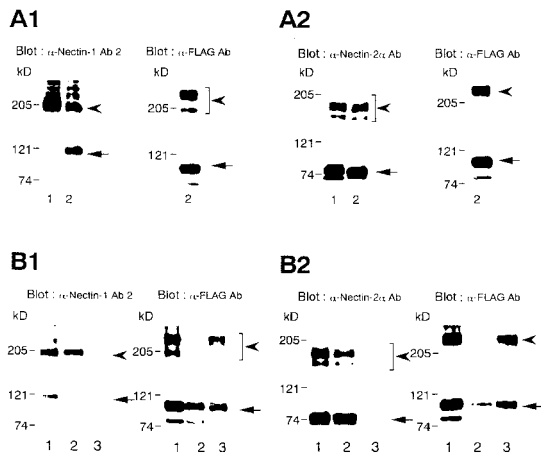 A1
Blot : α-Nectin-1 Ab 2
Blot : α-FLAG Ab
kD
kD
205
205
121
121
74
74
1 2
2
A2
Blot : α-Nectin-2α Ab
Blot : α-FLAG Ab
kD
kD
205
205
121
121
74
74
1 2
2
B1
Blot : α-Nectin-1 Ab 2
Blot : α-FLAG Ab
kD
kD
205
205
121
121
74
74
1 2 3
1 2 3
B2
Blot : α-Nectin-2α Ab
Blot : α-FLAG Ab
kD
kD
205
205
121
121
74
74
1 2 3
1 2 3